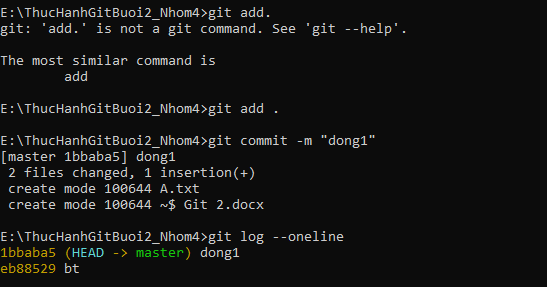 E:\ThucHanhGitBuoi2_Nhom4>git add.
git: 'add.' is not a git command. See 'git --help'.
The most similar command is
add
E:\ThucHanhGitBuoi2_Nhom4>git add .
E:\ThucHanhGitBuoi2_Nhom4>git commit -m "dong1"
[master 1bbaba5] dong1
2 files changed, 1 insertion(+)
create mode 100644 A.txt
create mode 100644 ~$ Git 2.docx
E:\ThucHanhGitBuoi2_Nhom4>git log --oneline
1bbaba5 (HEAD -> master) dong1
eb88529 bt